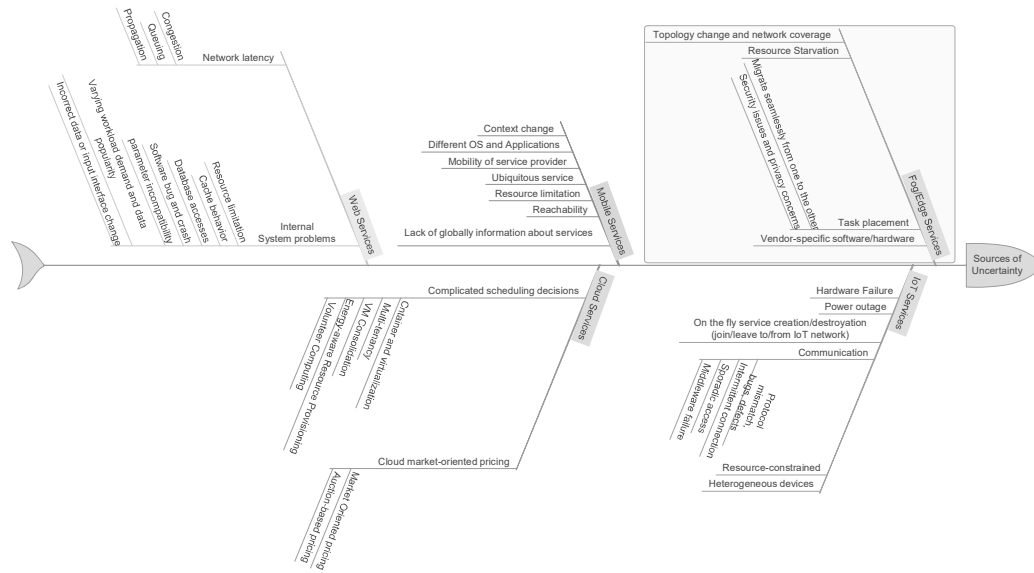 Congestion
Queuing
Propagation
Network latency
Resource limitation
Cache behavior
Database accesses
Software bug and crash
parameter incompatibility
Varying workload demand and data
popularity
Incorrect data or input interface change
Internal
System problems
Web Services
Context change
Different OS and Applications
Mobility of service provider
Ubiquitous service
Resource limitation
Reachability
Lack of globally information about services
Mobile Services
Topology change and network coverage
Resource Starvation
Migrate seamlessly from one to the other
Security issues and privacy concerns
Task placement
Vendor-specific software/hardware
Fog/Edge Services
Sources of
Uncertainty
Complicated scheduling decisions
Cntainer and virtualization
Multi-tenancy
VM Consolidation
Energy-aware Resource Provisioning
Volunteer Computing
Cloud market-oriented pricing
Market Oriented pricing
Auction-based pricing
Cloud Services
Hardware Failure
Power outage
On the fly service creation/destroyation
(join/leave to/from IoT network)
Communication
Protocol
mismatch,
bugs, defects
Intermittent connection
Sporadic access
Middleware failure
Resource-constrained
Heterogeneous devices
IoT Services